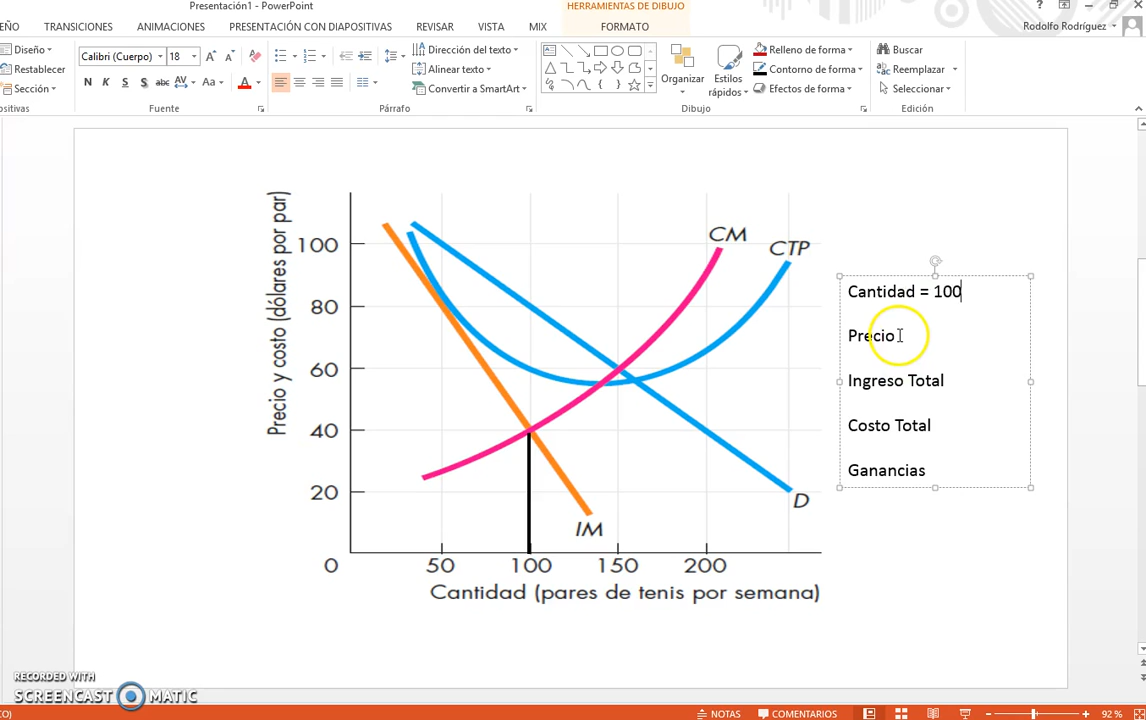 Presentación1 - PowerPoint
HERRAMIENTAS DE DIBUJO
?
EÑO TRANSICIONES ANIMACIONES PRESENTACIÓN CON DIAPOSITIVAS REVISAR VISTA MIX FORMATO Rodolfo Rodríguez
Diseño
Calibri (Cuerpo) 18
Dirección del texto
Relleno de forma
Buscar
Restablecer
Alinear texto
Organizar
Estilos rápidos
Contorno de forma
Reemplazar
Sección
N K S S abc AV Aa A
Convertir a SmartArt
Efectos de forma
Seleccionar
ositivas Fuente Párrafo Dibujo Edición
Precio y costo (dólares por par)
100
80
60
40
20
0
50 100 150 200
Cantidad (pares de tenis por semana)
CM
CTP
D
IM
Cantidad = 100
Precio
Ingreso Total
Costo Total
Ganancias
RECORDED WITH
SCREENCAST MATIC
CO) NOTAS COMENTARIOS 92 %